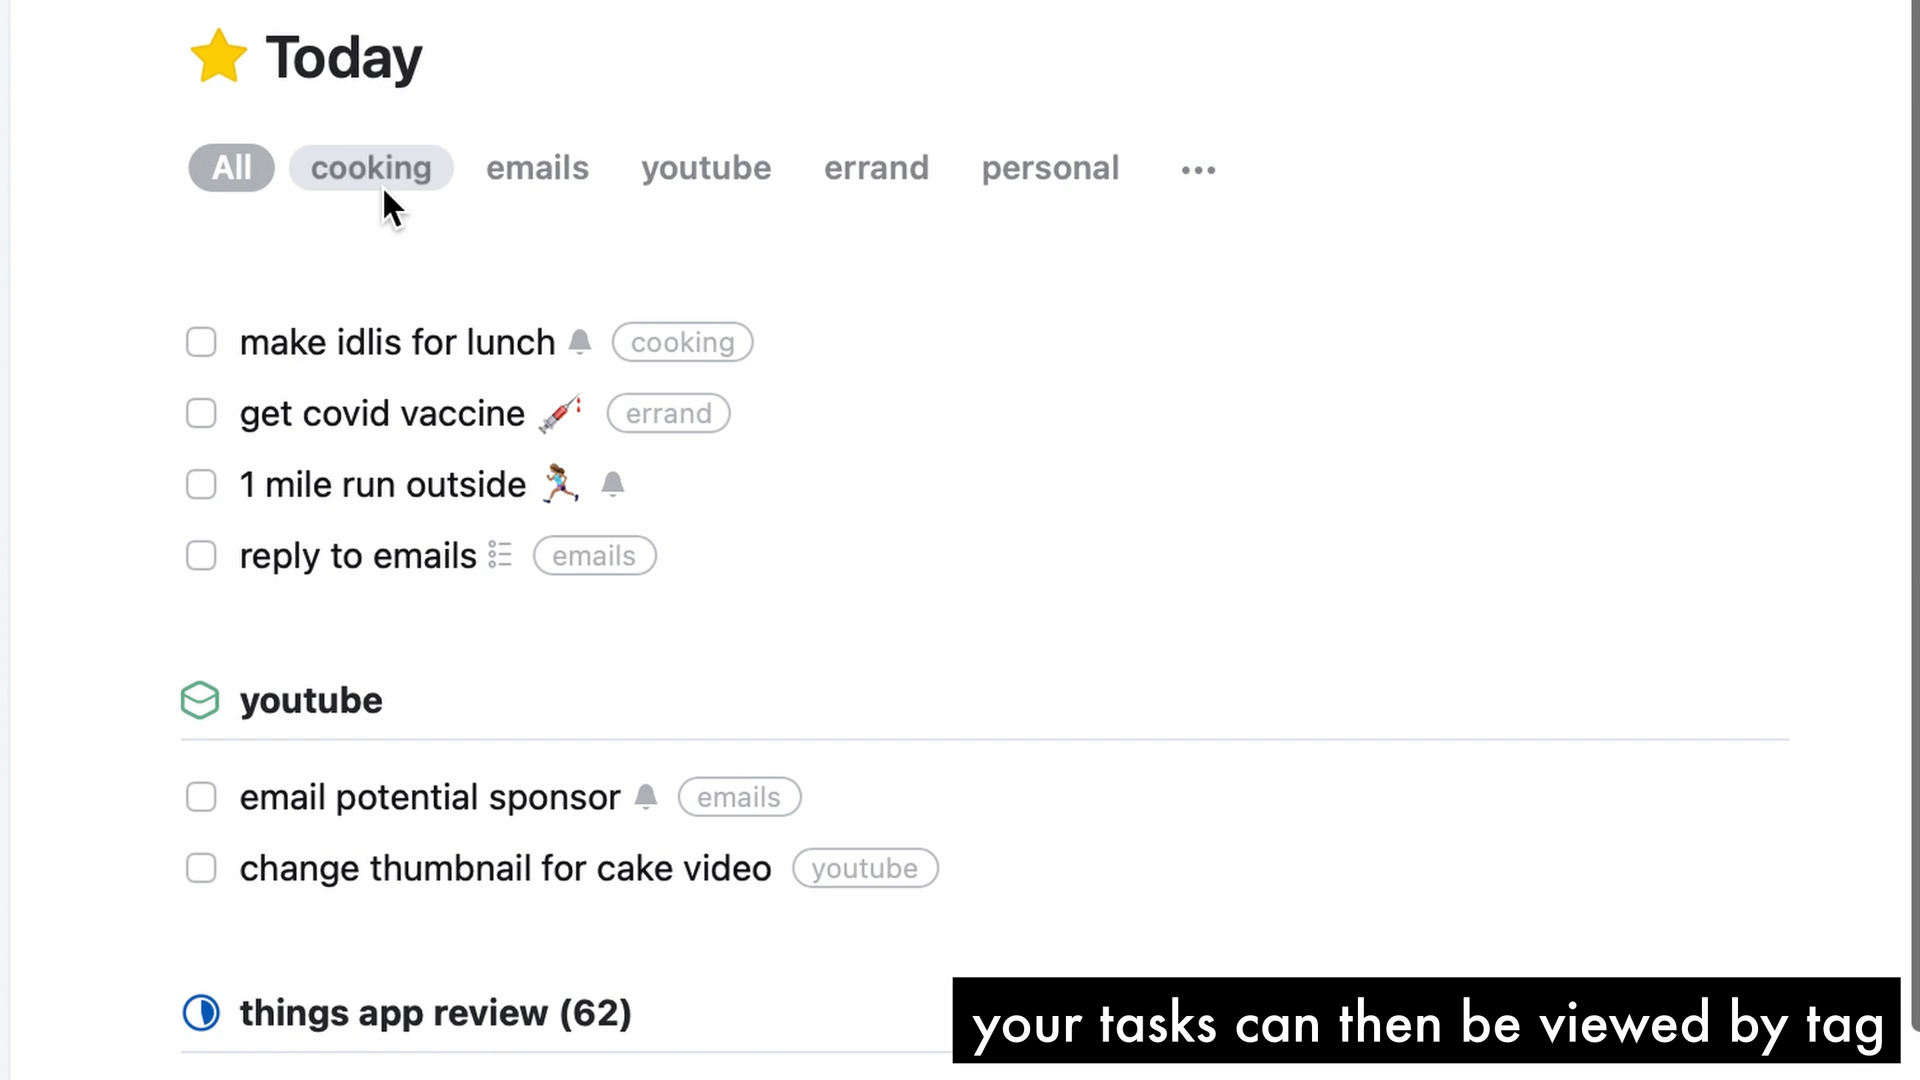 Today
All cooking emails youtube errand personal •••
make idlis for lunch cooking
get covid vaccine errand
1 mile run outside
reply to emails emails
youtube
email potential sponsor emails
change thumbnail for cake video youtube
things app review (62)
your tasks can then be viewed by tag